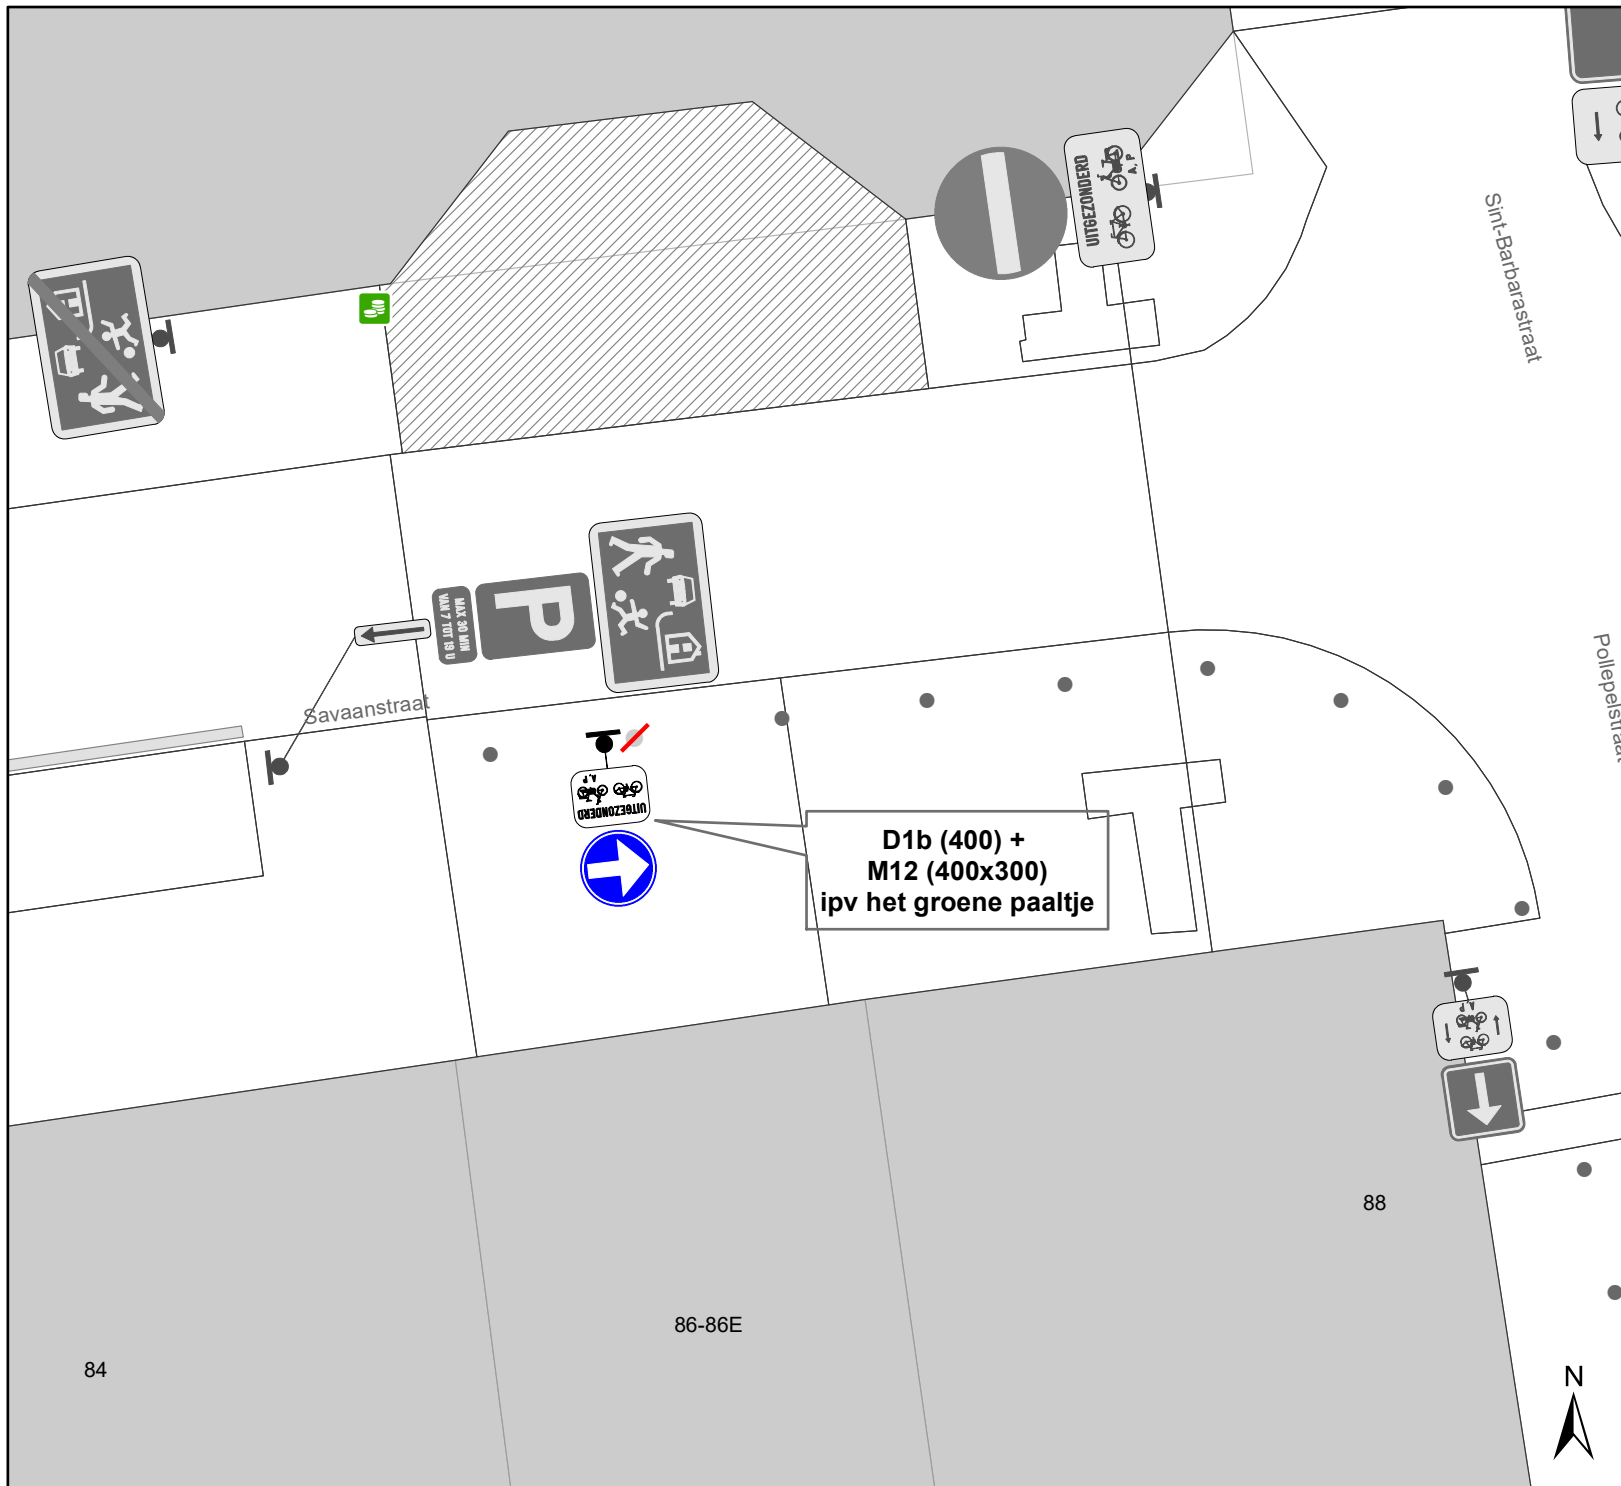 UITGEZONDERD
A, P
Sint-Barbarastraat
P
MAX 30 MIN
VAN 7 TOT 19 U
Savaanstraat
Pollepelstraat
A, P
UITGEZONDERD
D1b (400) +
M12 (400x300)
ipv het groene paaltje
A, P
88
86-86E
84
N